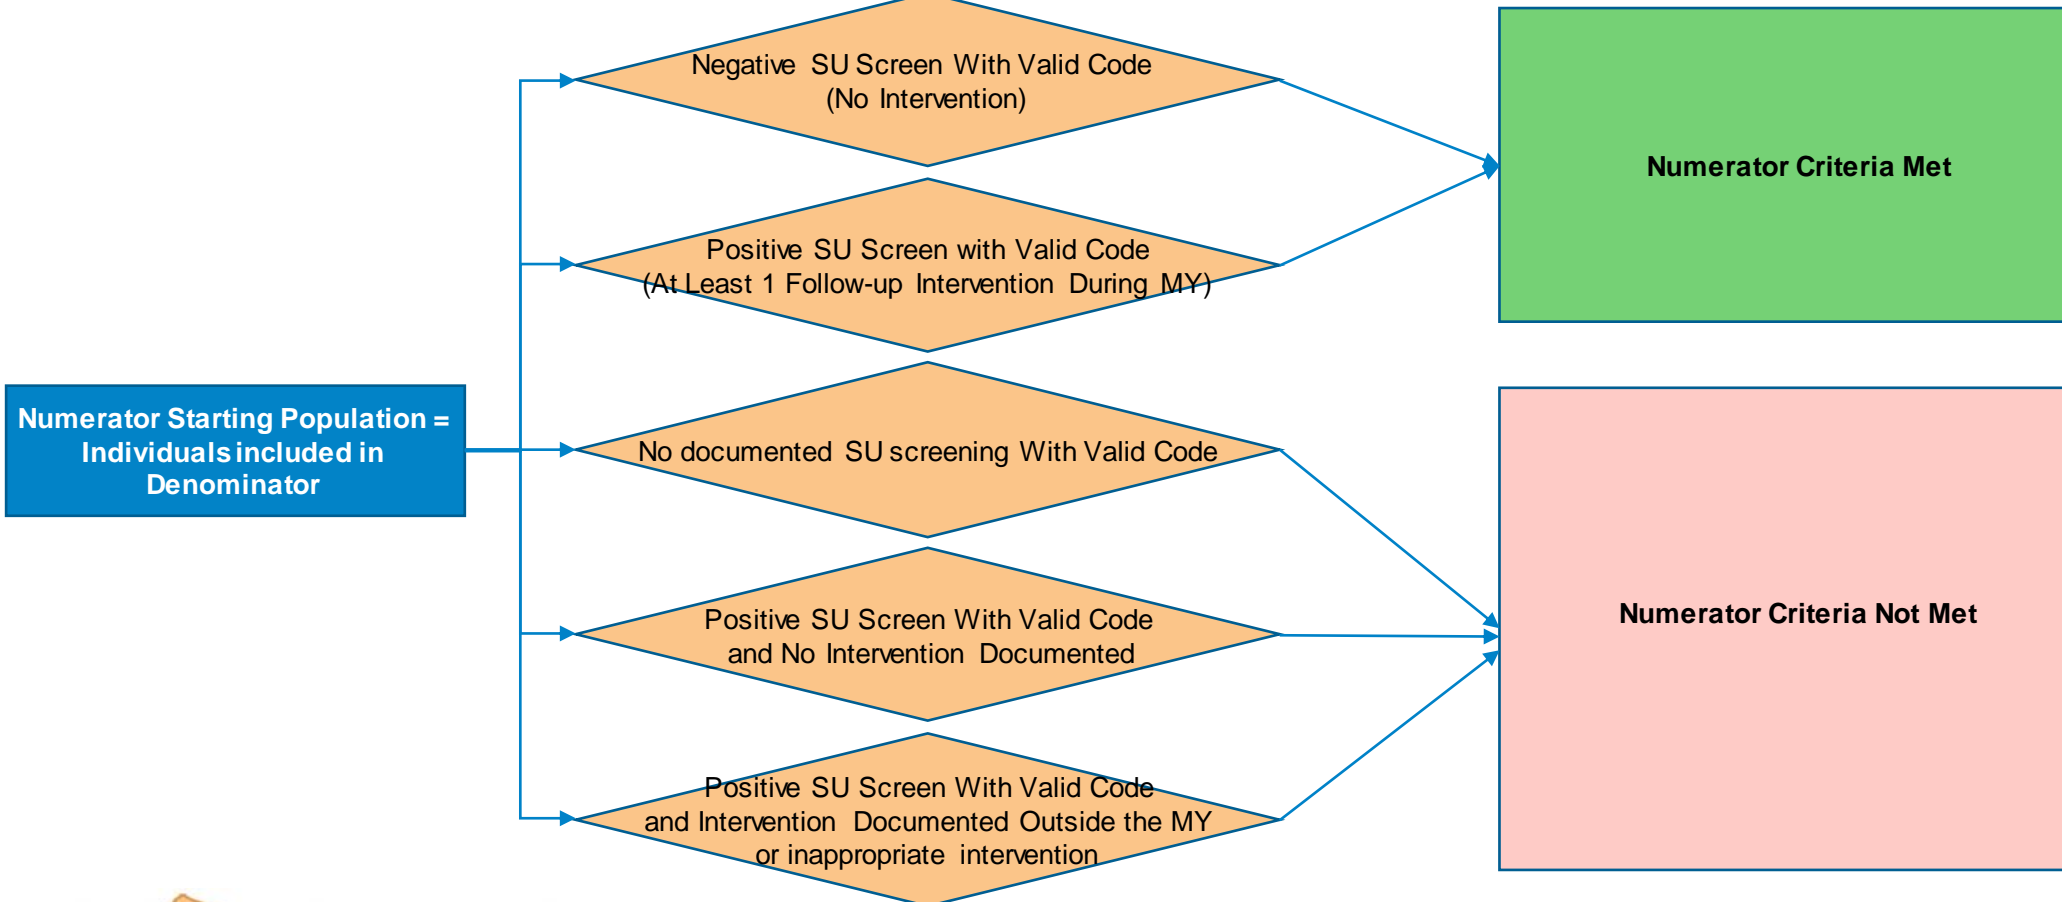 Negative SU Screen With Valid Code
(No Intervention)
Numerator Criteria Met
Positive SU Screen with Valid Code
(At Least 1 Follow-up Intervention During MY)
Numerator Starting Population =
Individuals included in
Denominator
No documented SU screening With Valid Code
Positive SU Screen With Valid Code
and No Intervention Documented
Numerator Criteria Not Met
Positive SU Screen With Valid Code
and Intervention Documented Outside the MY
or inappropriate intervention